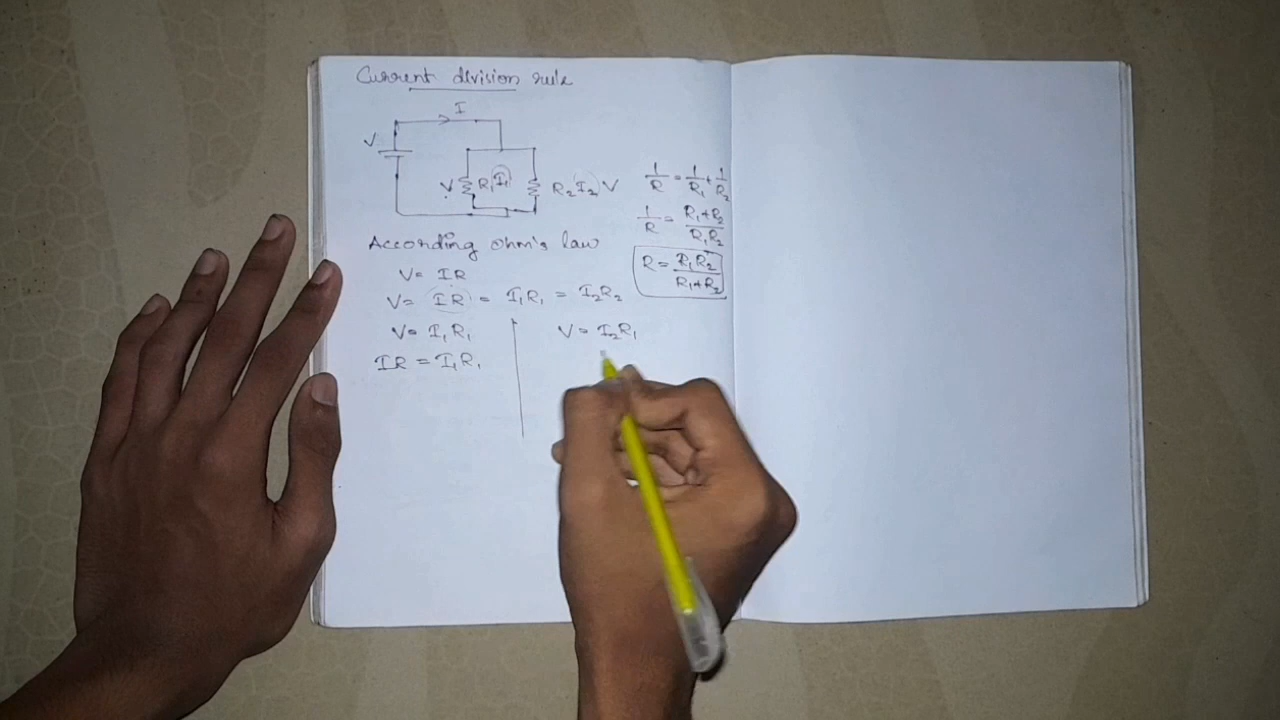 Current division rule
I
V
V R₁ I₁ R₂ I₂ V
1/R = 1/R₁ + 1/R₂
1/R = R₁+R₂/R₁R₂
R = R₁R₂/R₁+R₂
According ohm's law
V = IR
V = IR = I₁R₁ = I₂R₂
V = I₁R₁
IR = I₁R₁
V = I₂R₁